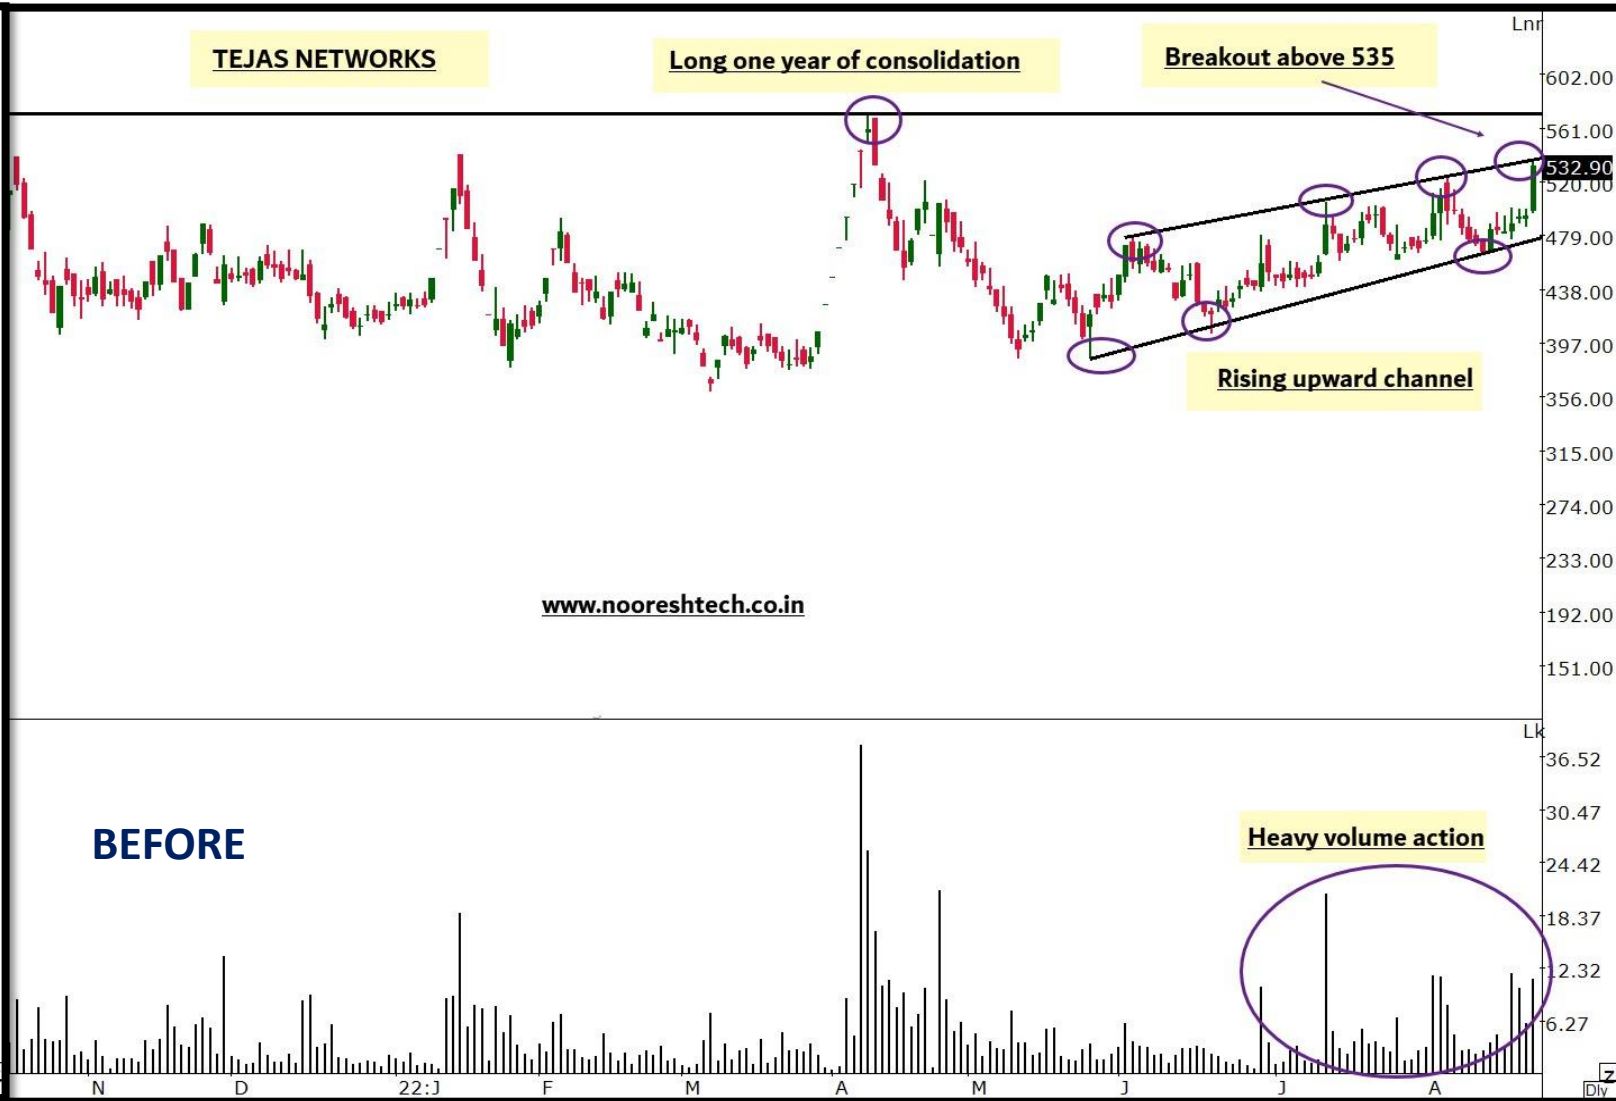 Lnr
TEJAS NETWORKS
Long one year of consolidation
Breakout above 535
602.00
561.00
532.90
520.00
479.00
438.00
397.00
Rising upward channel
356.00
315.00
274.00
233.00
www.nooreshtech.co.in
192.00
151.00
Lk
36.52
30.47
BEFORE
Heavy volume action
24.42
18.37
12.32
6.27
N D 22:J F M A M J J A
Z
Dly